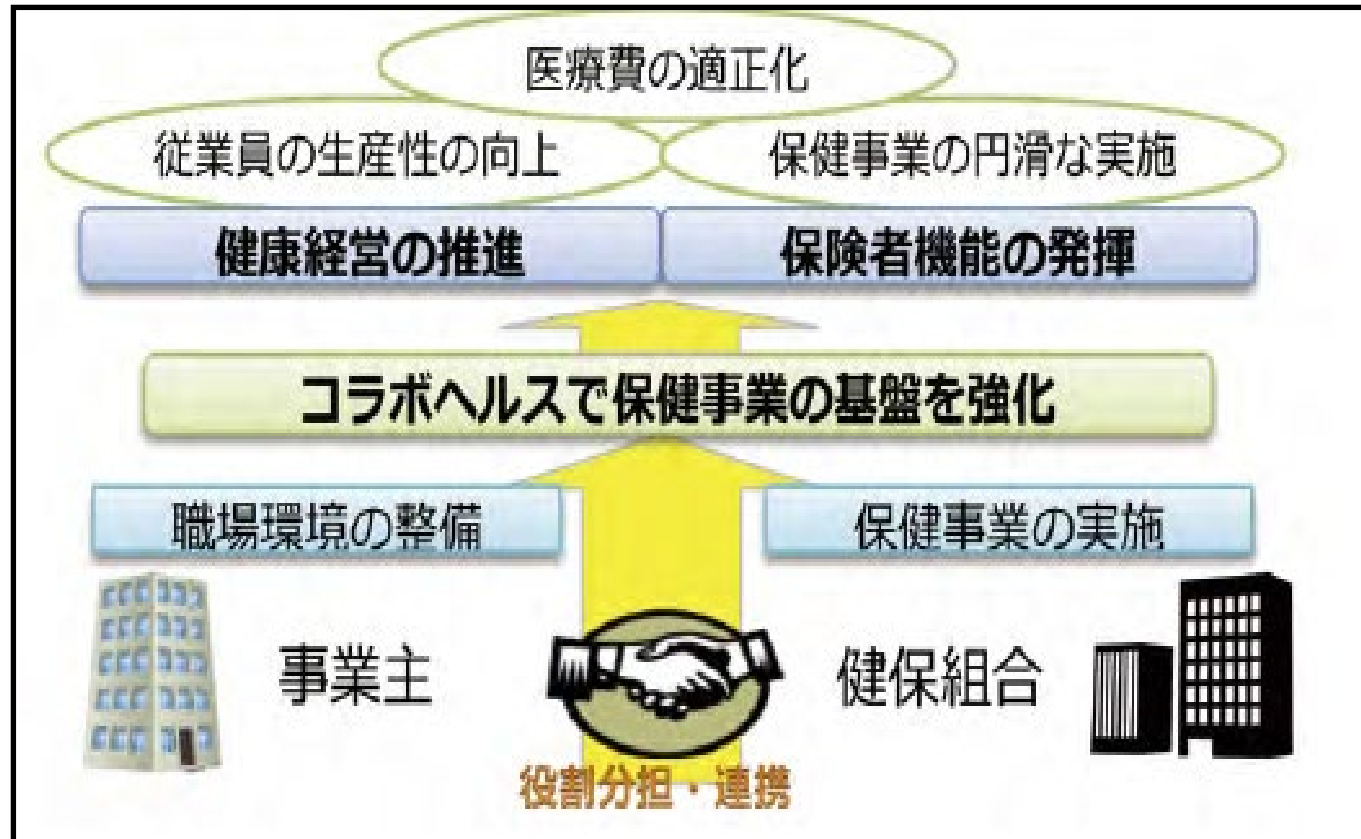 医療費の適正化
従業員の生産性の向上
保健事業の円滑な実施
健康経営の推進
保険者機能の発揮
コラボヘルスで保健事業の基盤を強化
職場環境の整備
保健事業の実施
事業主
健保組合
役割分担・連携